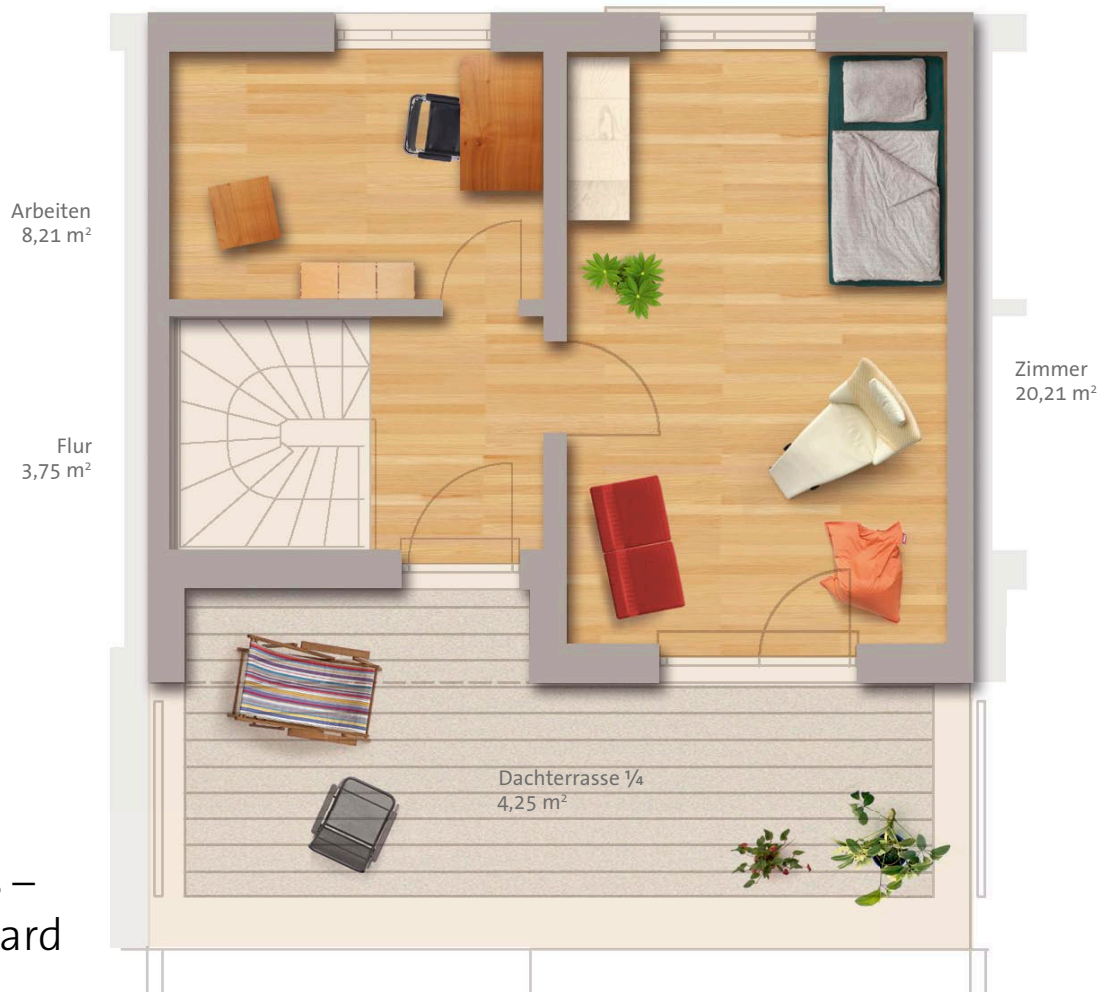 Arbeiten
8,21 m²
Flur
3,75 m²
Zimmer
20,21 m²
Dachterrasse ¼
4,25 m²
–
ard